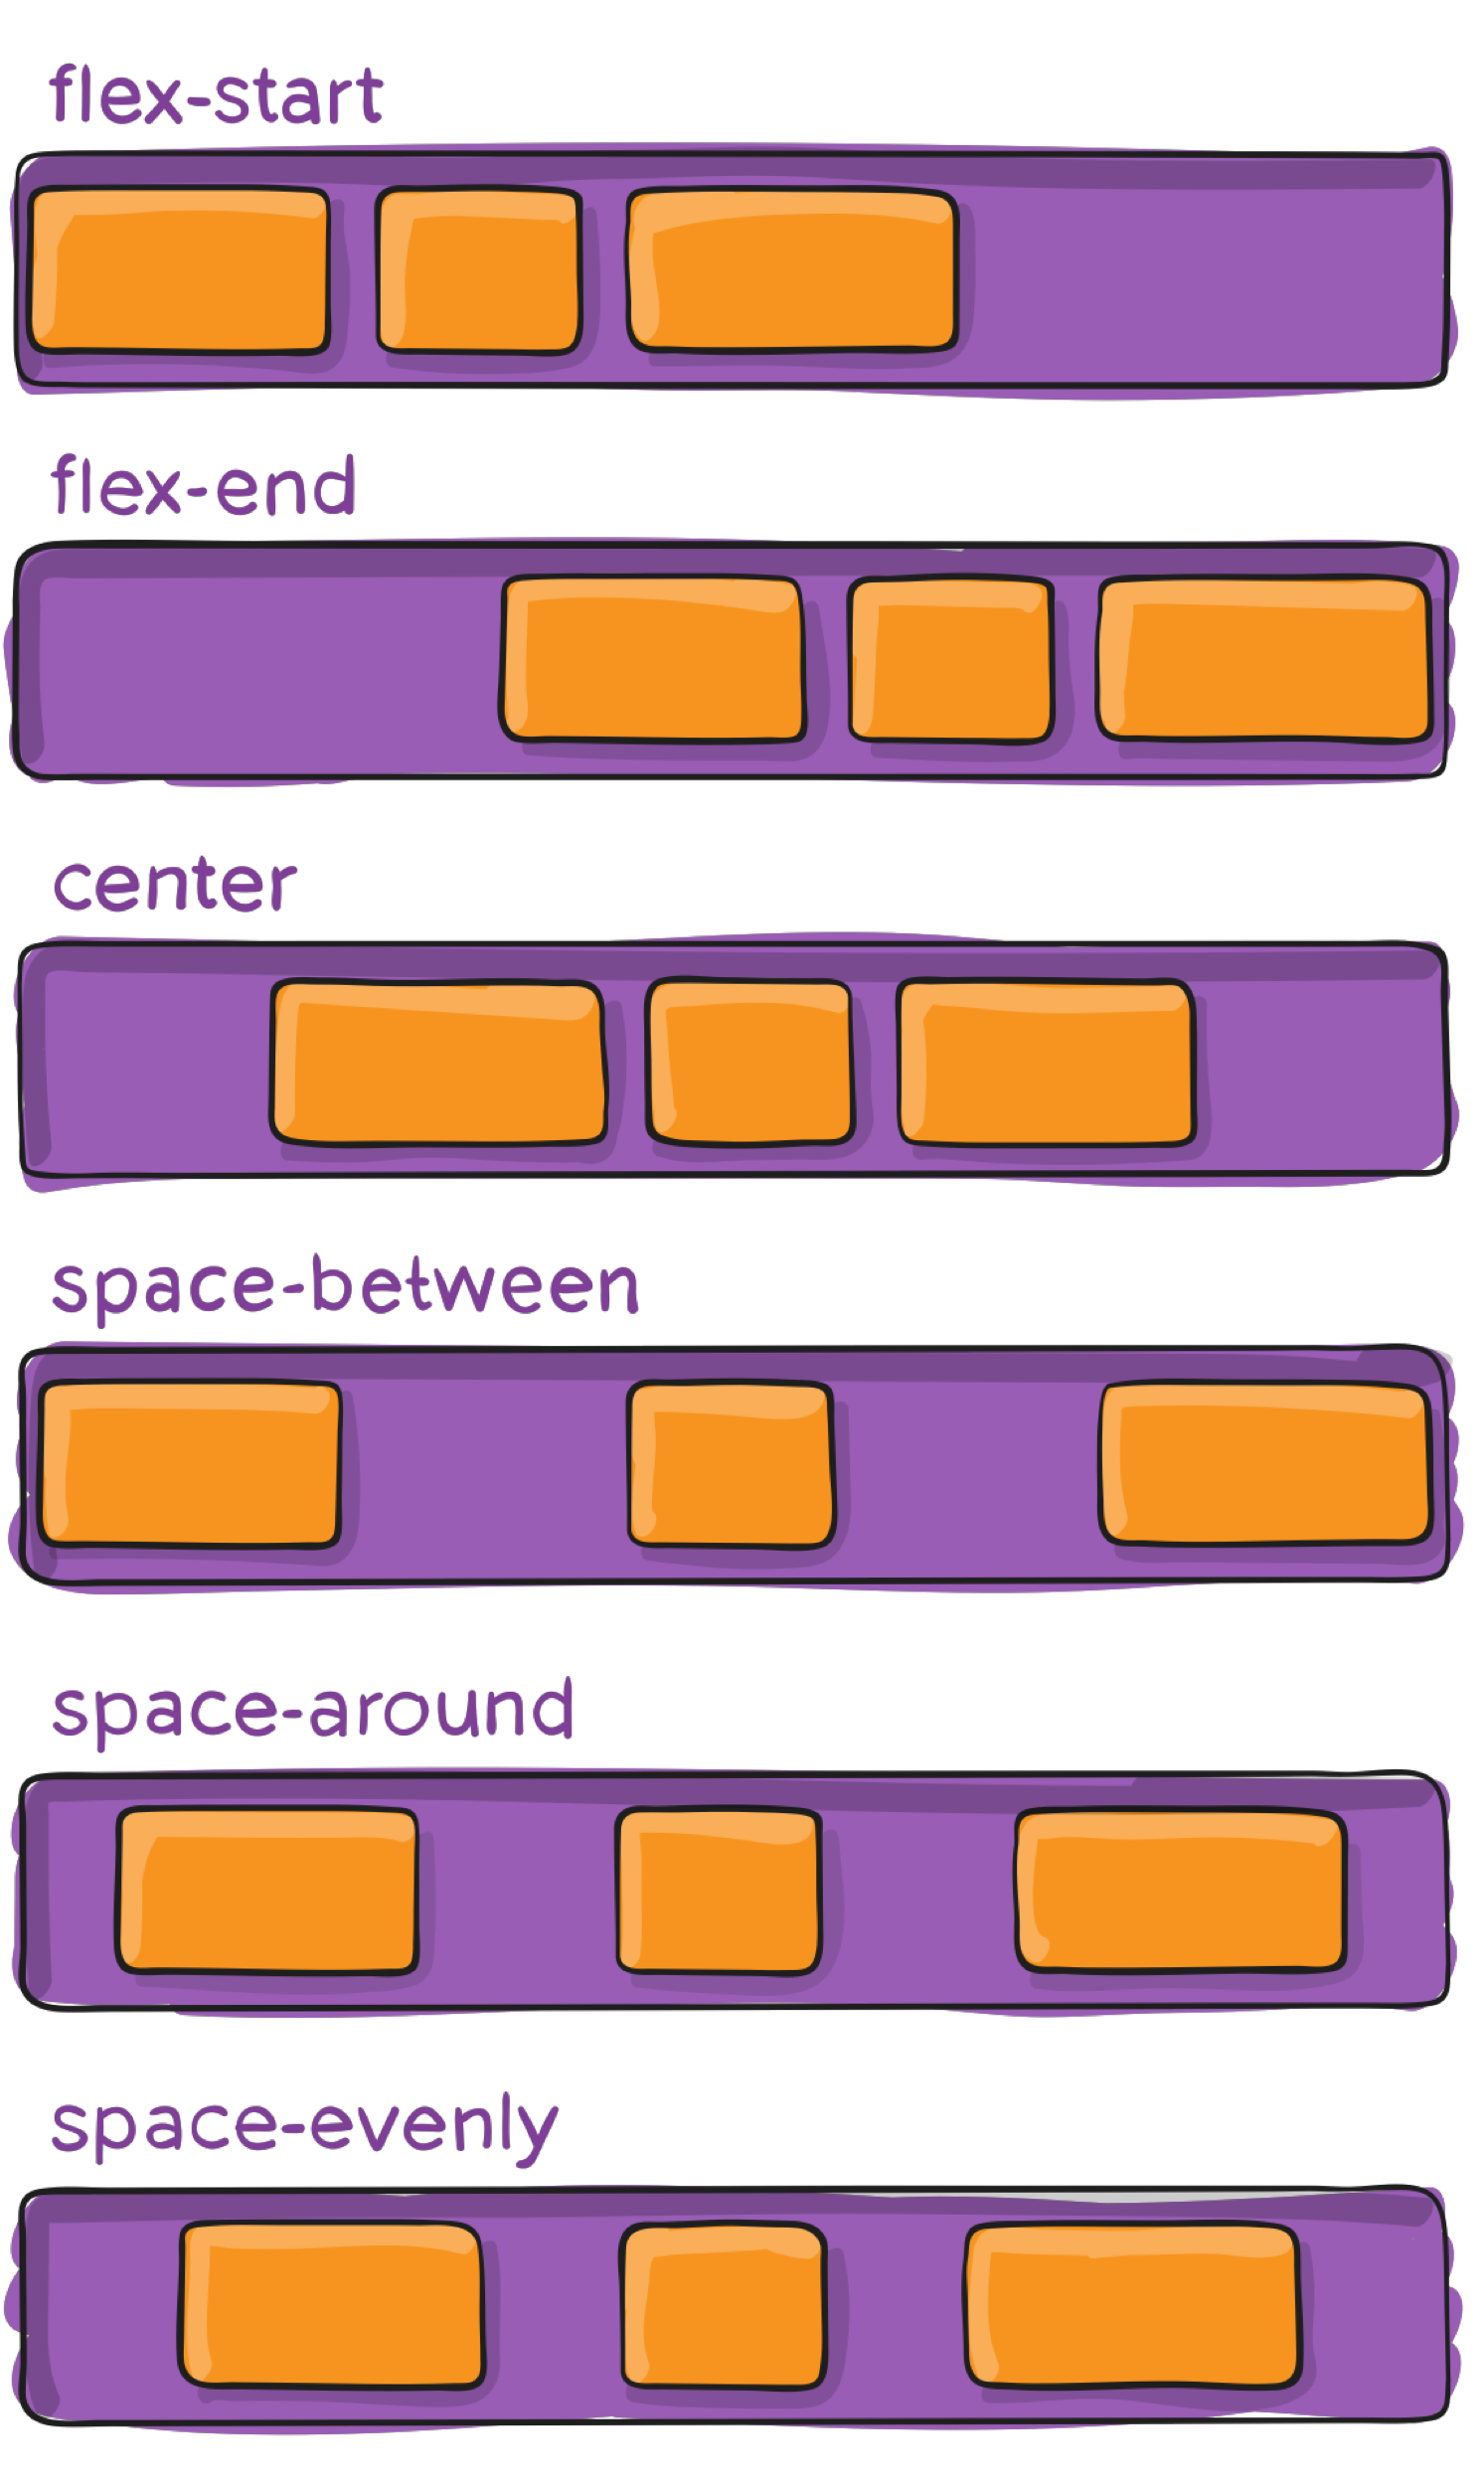 flex-start
flex-end
center
space-between
space-around
space-evenly